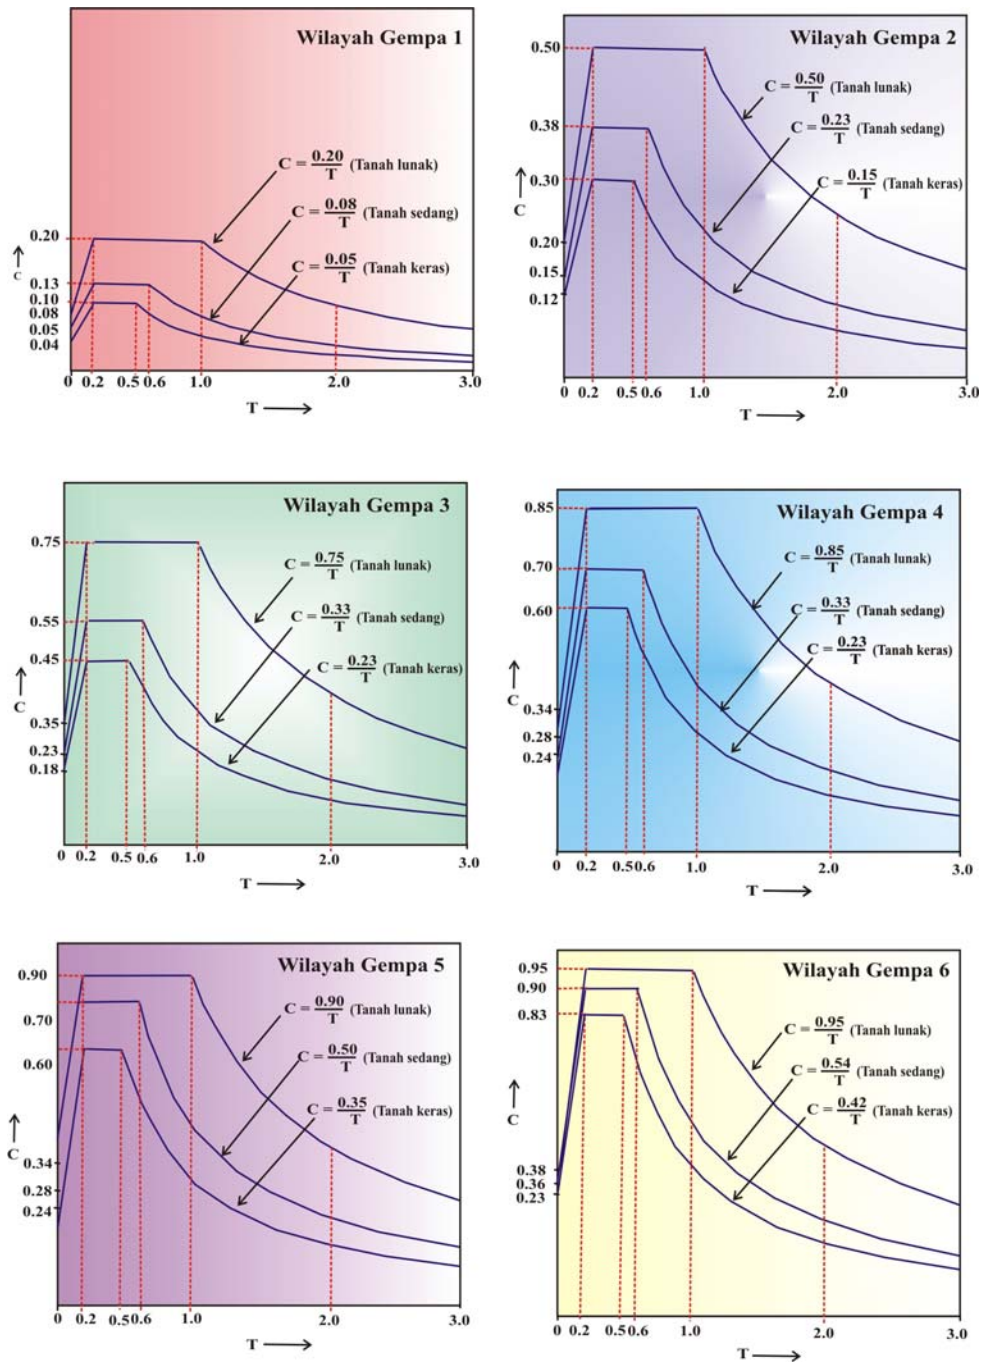 Wilayah Gempa 1
C = 0.20/T (Tanah lunak)
C = 0.08/T (Tanah sedang)
C = 0.05/T (Tanah keras)
0.20
0.13
0.10
0.08
0.05
0.04
C
0 0.2 0.5 0.6 1.0 2.0 3.0
T
Wilayah Gempa 2
C = 0.50/T (Tanah lunak)
C = 0.23/T (Tanah sedang)
C = 0.15/T (Tanah keras)
0.50
0.38
0.30
0.20
0.15
0.12
C
0 0.2 0.5 0.6 1.0 2.0 3.0
T
Wilayah Gempa 3
C = 0.75/T (Tanah lunak)
C = 0.33/T (Tanah sedang)
C = 0.23/T (Tanah keras)
0.75
0.55
0.45
0.35
0.23
0.18
C
0 0.2 0.5 0.6 1.0 2.0 3.0
T
Wilayah Gempa 4
C = 0.85/T (Tanah lunak)
C = 0.33/T (Tanah sedang)
C = 0.23/T (Tanah keras)
0.85
0.70
0.60
0.34
0.28
0.24
C
0 0.2 0.5 0.6 1.0 2.0 3.0
T
Wilayah Gempa 5
C = 0.90/T (Tanah lunak)
C = 0.50/T (Tanah sedang)
C = 0.35/T (Tanah keras)
0.90
0.70
0.60
0.34
0.28
0.24
C
0 0.2 0.5 0.6 1.0 2.0 3.0
T
Wilayah Gempa 6
C = 0.95/T (Tanah lunak)
C = 0.54/T (Tanah sedang)
C = 0.42/T (Tanah keras)
0.95
0.90
0.83
0.38
0.36
0.23
C
0 0.2 0.5 0.6 1.0 2.0 3.0
T